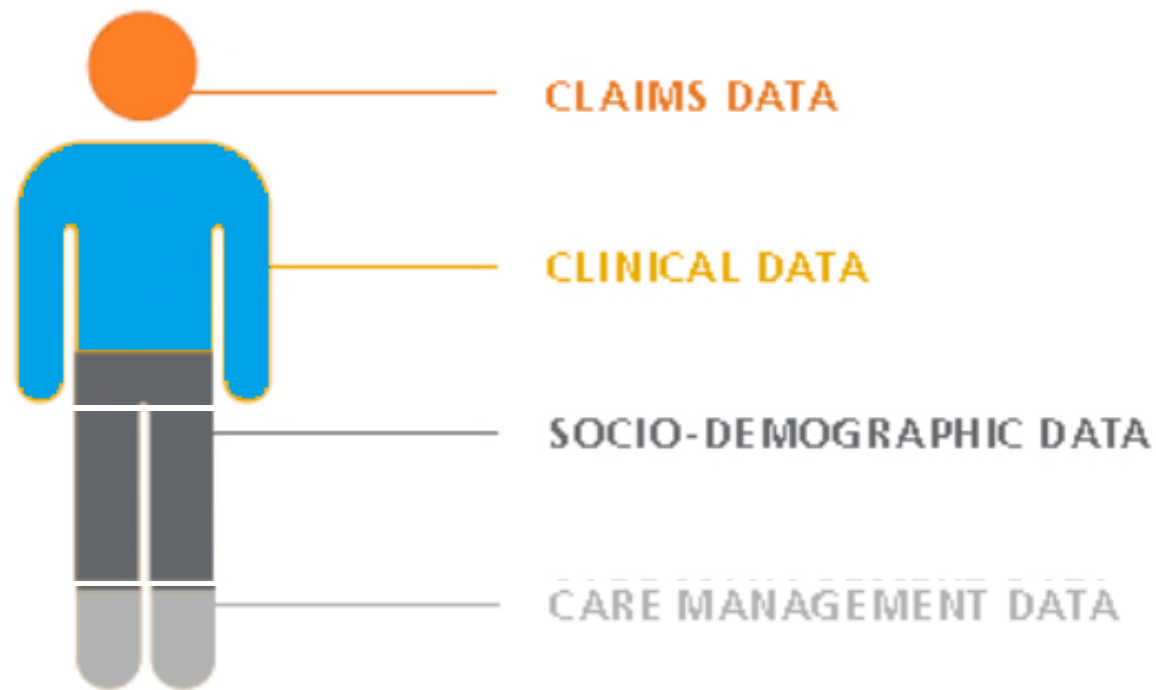 CLAIMS DATA
CLINICAL DATA
SOCIO-DEMOGRAPHIC DATA
CARE MANAGEMENT DATA